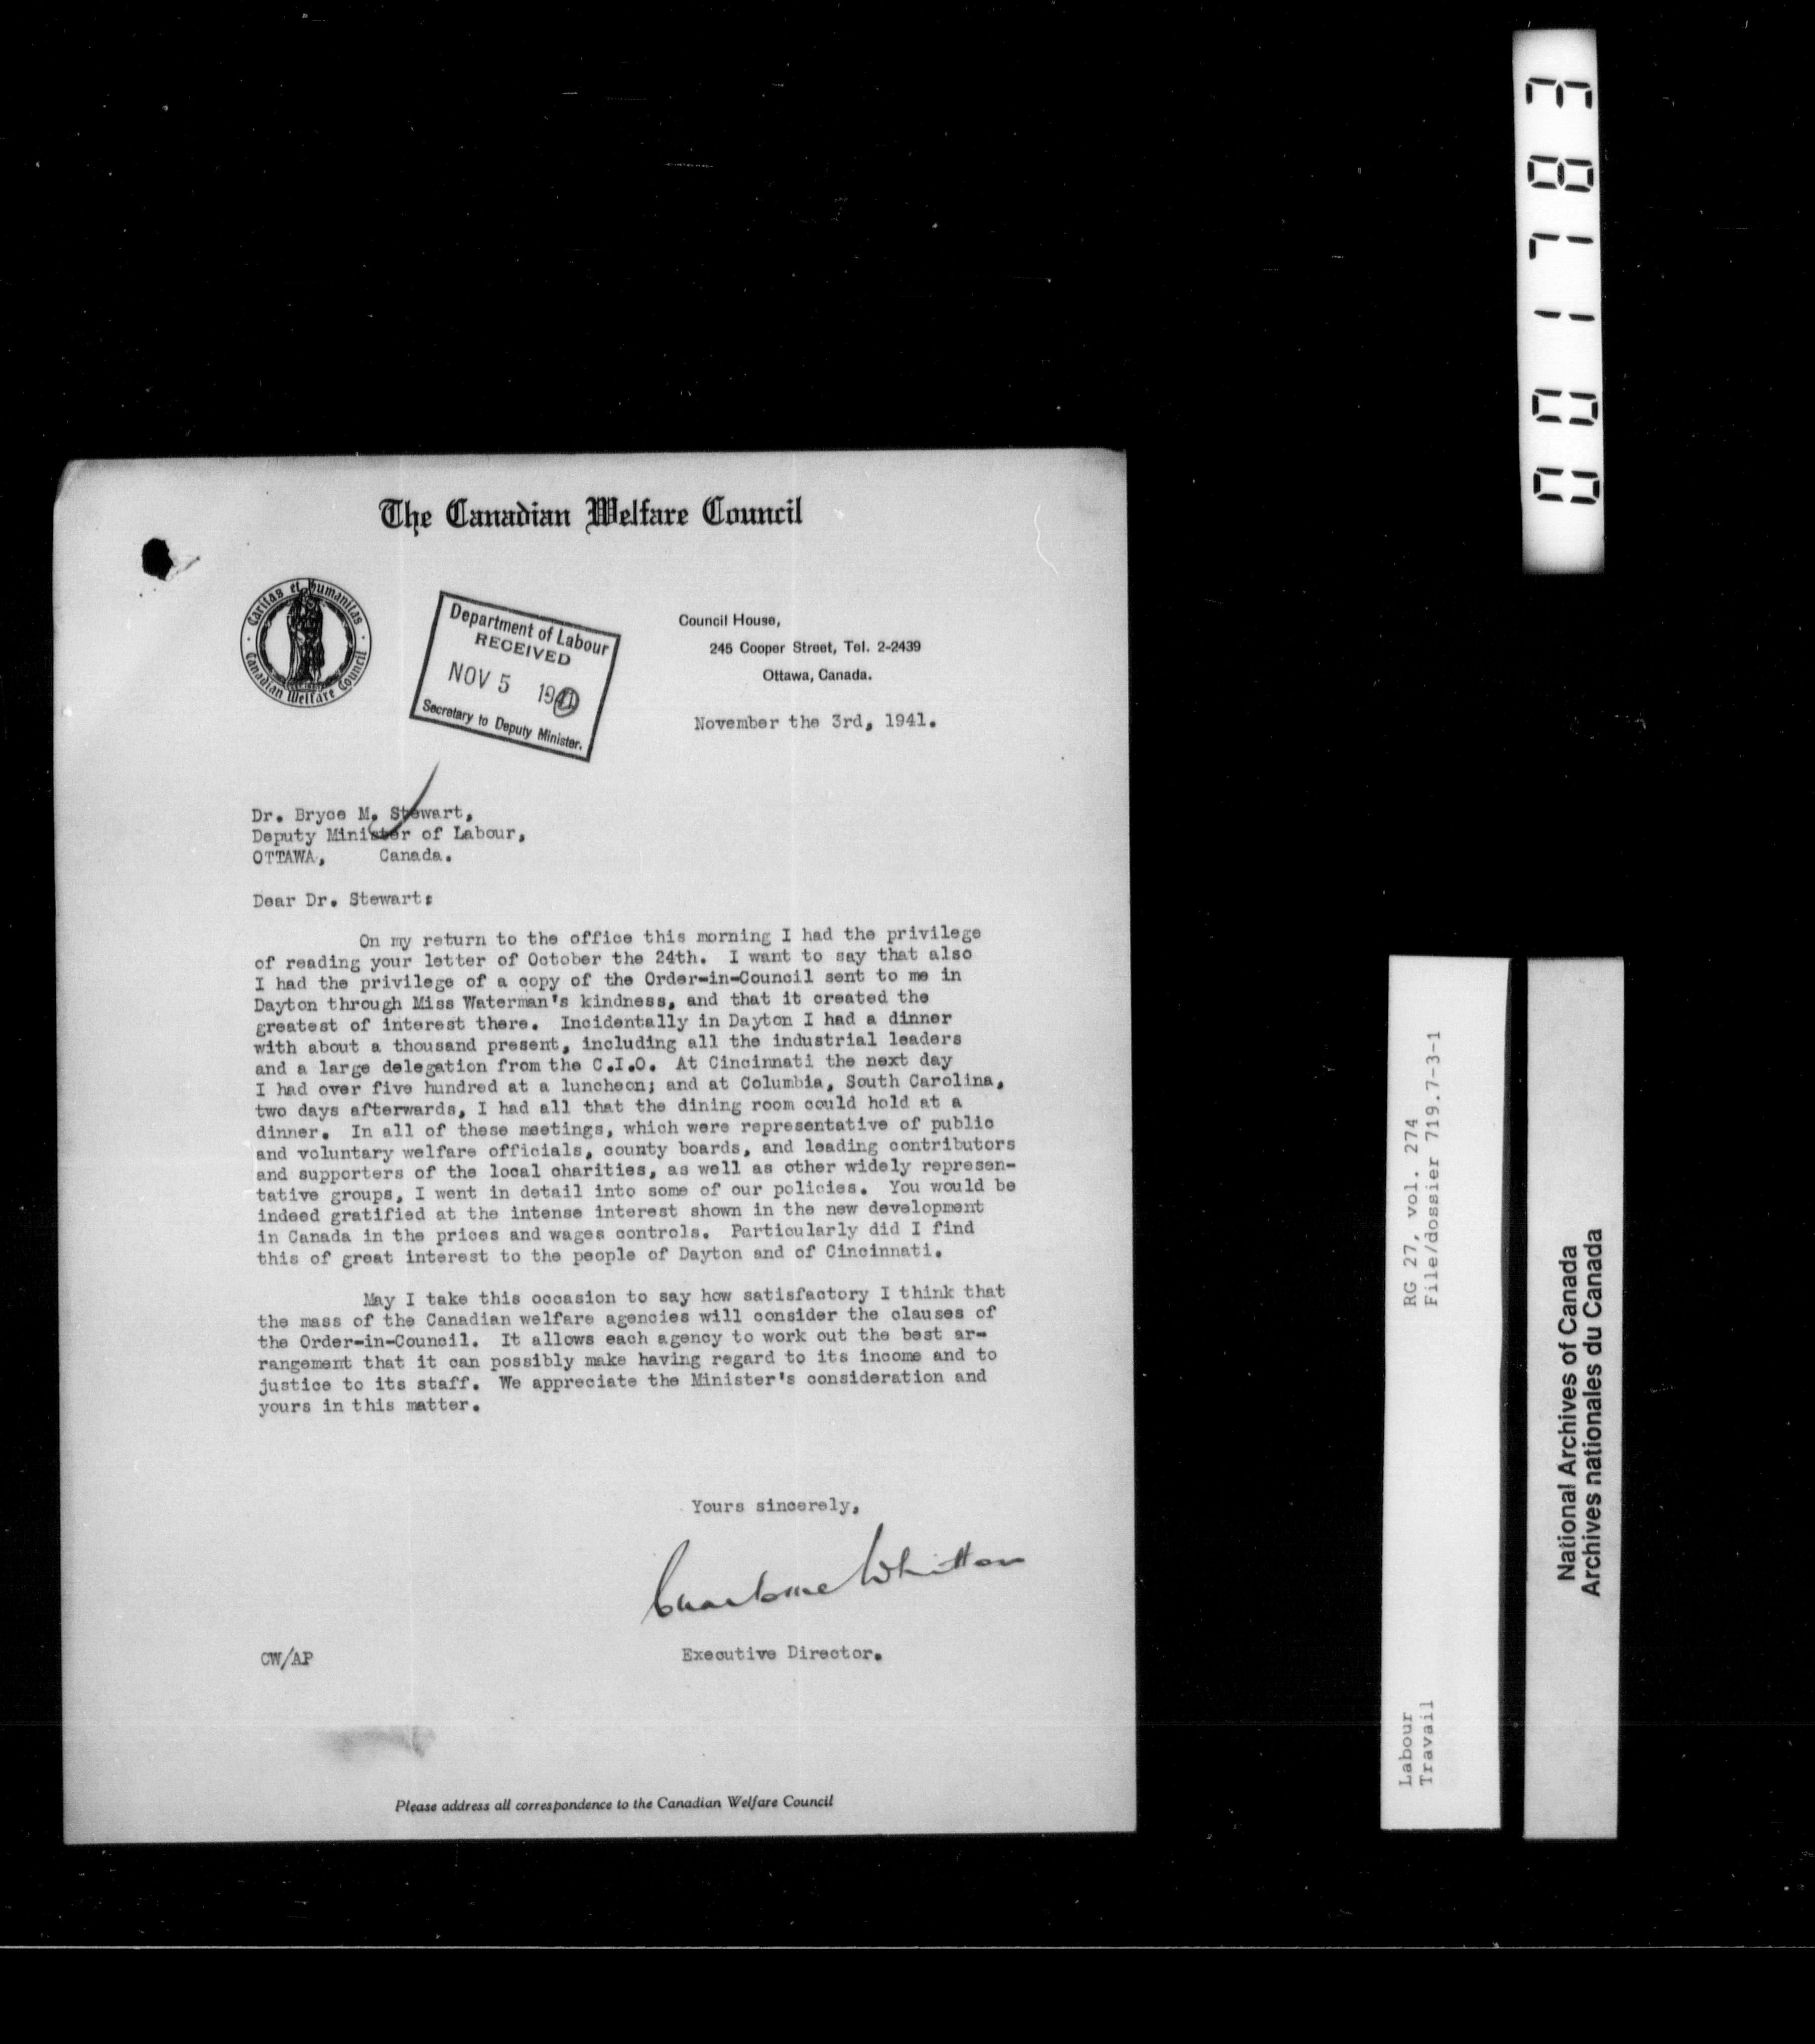 The Canadian Welfare Council
Caritas et Humanitas
Canadian Welfare Council
Department of Labour
RECEIVED
NOV 5 1941
Secretary to Deputy Minister.
Council House,
245 Cooper Street, Tel. 2-2439
Ottawa, Canada.
November the 3rd, 1941.
Dr. Bryce M. Stewart,
Deputy Minister of Labour,
OTTAWA, Canada.
Dear Dr. Stewart:
On my return to the office this morning I had the privilege
of reading your letter of October the 24th. I want to say that also
I had the privilege of a copy of the Order-in-Council sent to me in
Dayton through Miss Waterman's kindness, and that it created the
greatest of interest there. Incidentally in Dayton I had a dinner
with about a thousand present, including all the industrial leaders
and a large delegation from the C.I.O. At Cincinnati the next day
I had over five hundred at a luncheon; and at Columbia, South Carolina,
two days afterwards, I had all that the dining room could hold at a
dinner. In all of these meetings, which were representative of public
and voluntary welfare officials, county boards, and leading contributors
and supporters of the local charities, as well as other widely represen-
tative groups, I went in detail into some of our policies. You would be
indeed gratified at the intense interest shown in the new development
in Canada in the prices and wages controls. Particularly did I find
this of great interest to the people of Dayton and of Cincinnati.
May I take this occasion to say how satisfactory I think that
the mass of the Canadian welfare agencies will consider the clauses of
the Order-in-Council. It allows each agency to work out the best ar-
rangement that it can possibly make having regard to its income and to
justice to its staff. We appreciate the Minister's consideration and
yours in this matter.
Yours sincerely,
Charlotte Whitton
Executive Director.
CW/AP
Please address all correspondence to the Canadian Welfare Council
001783
RG 27, vol. 274
File/dossier 719.7-3-1
Labour
Travail
National Archives of Canada
Archives nationales du Canada